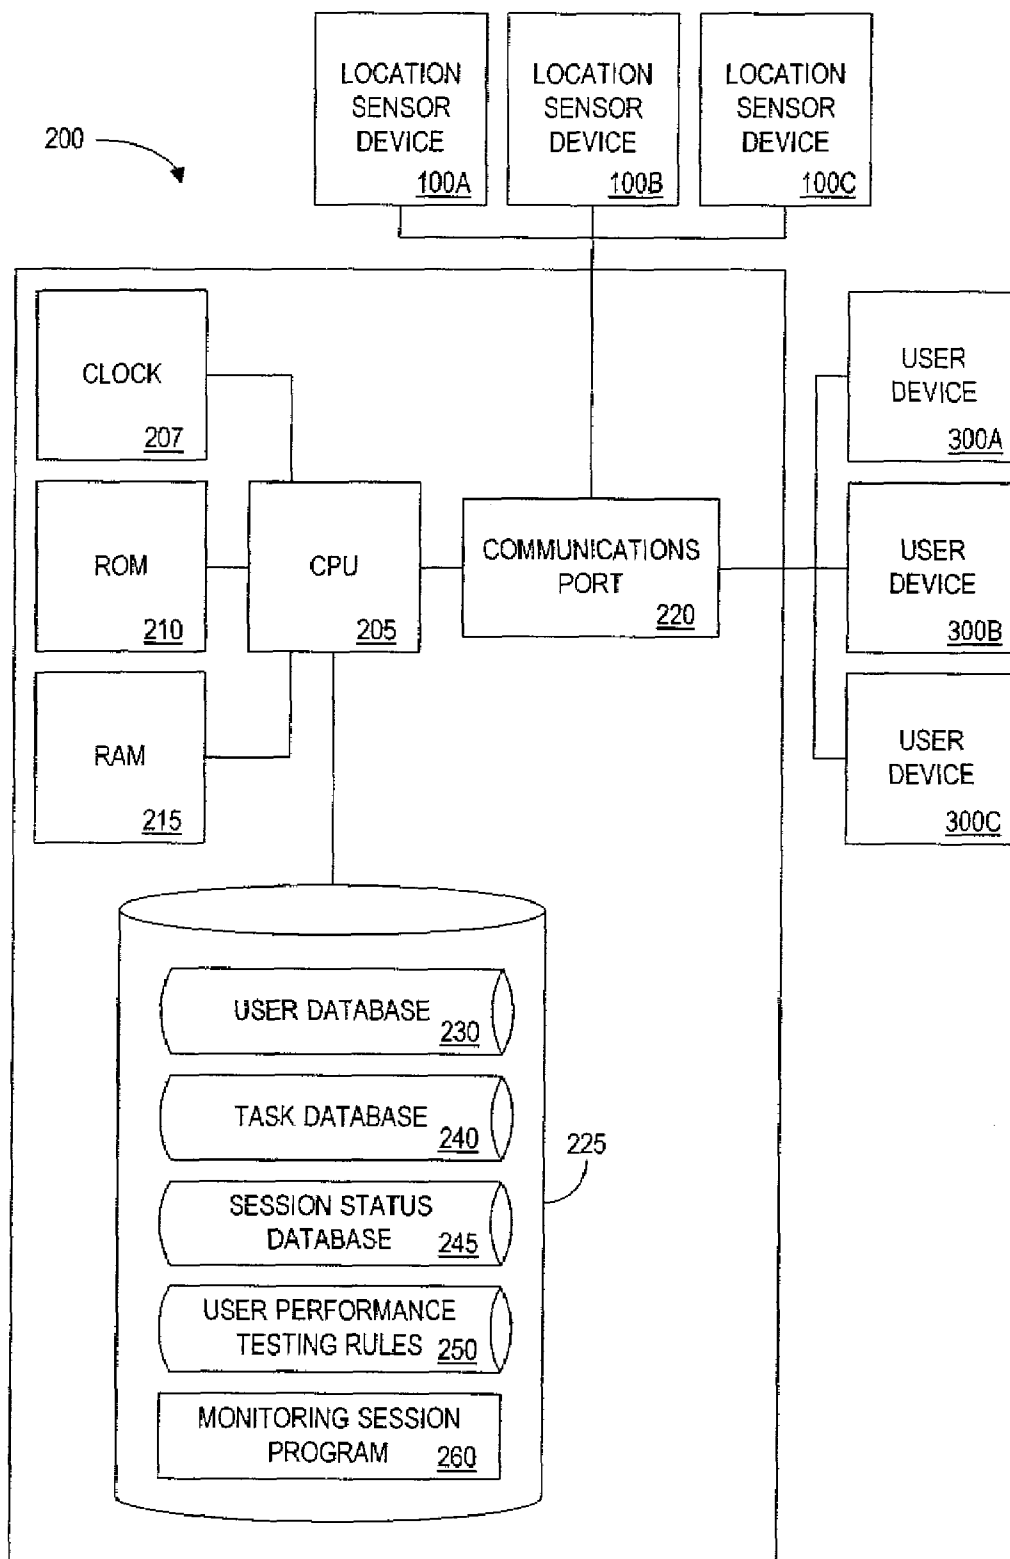 LOCATION
SENSOR
DEVICE
100A
LOCATION
SENSOR
DEVICE
100B
LOCATION
SENSOR
DEVICE
100C
200
CLOCK
207
ROM
210
RAM
215
CPU
205
COMMUNICATIONS
PORT
220
USER
DEVICE
300A
USER
DEVICE
300B
USER
DEVICE
300C
USER DATABASE
230
TASK DATABASE
240
SESSION STATUS
DATABASE 245
USER PERFORMANCE
TESTING RULES 250
MONITORING SESSION
PROGRAM 260
225